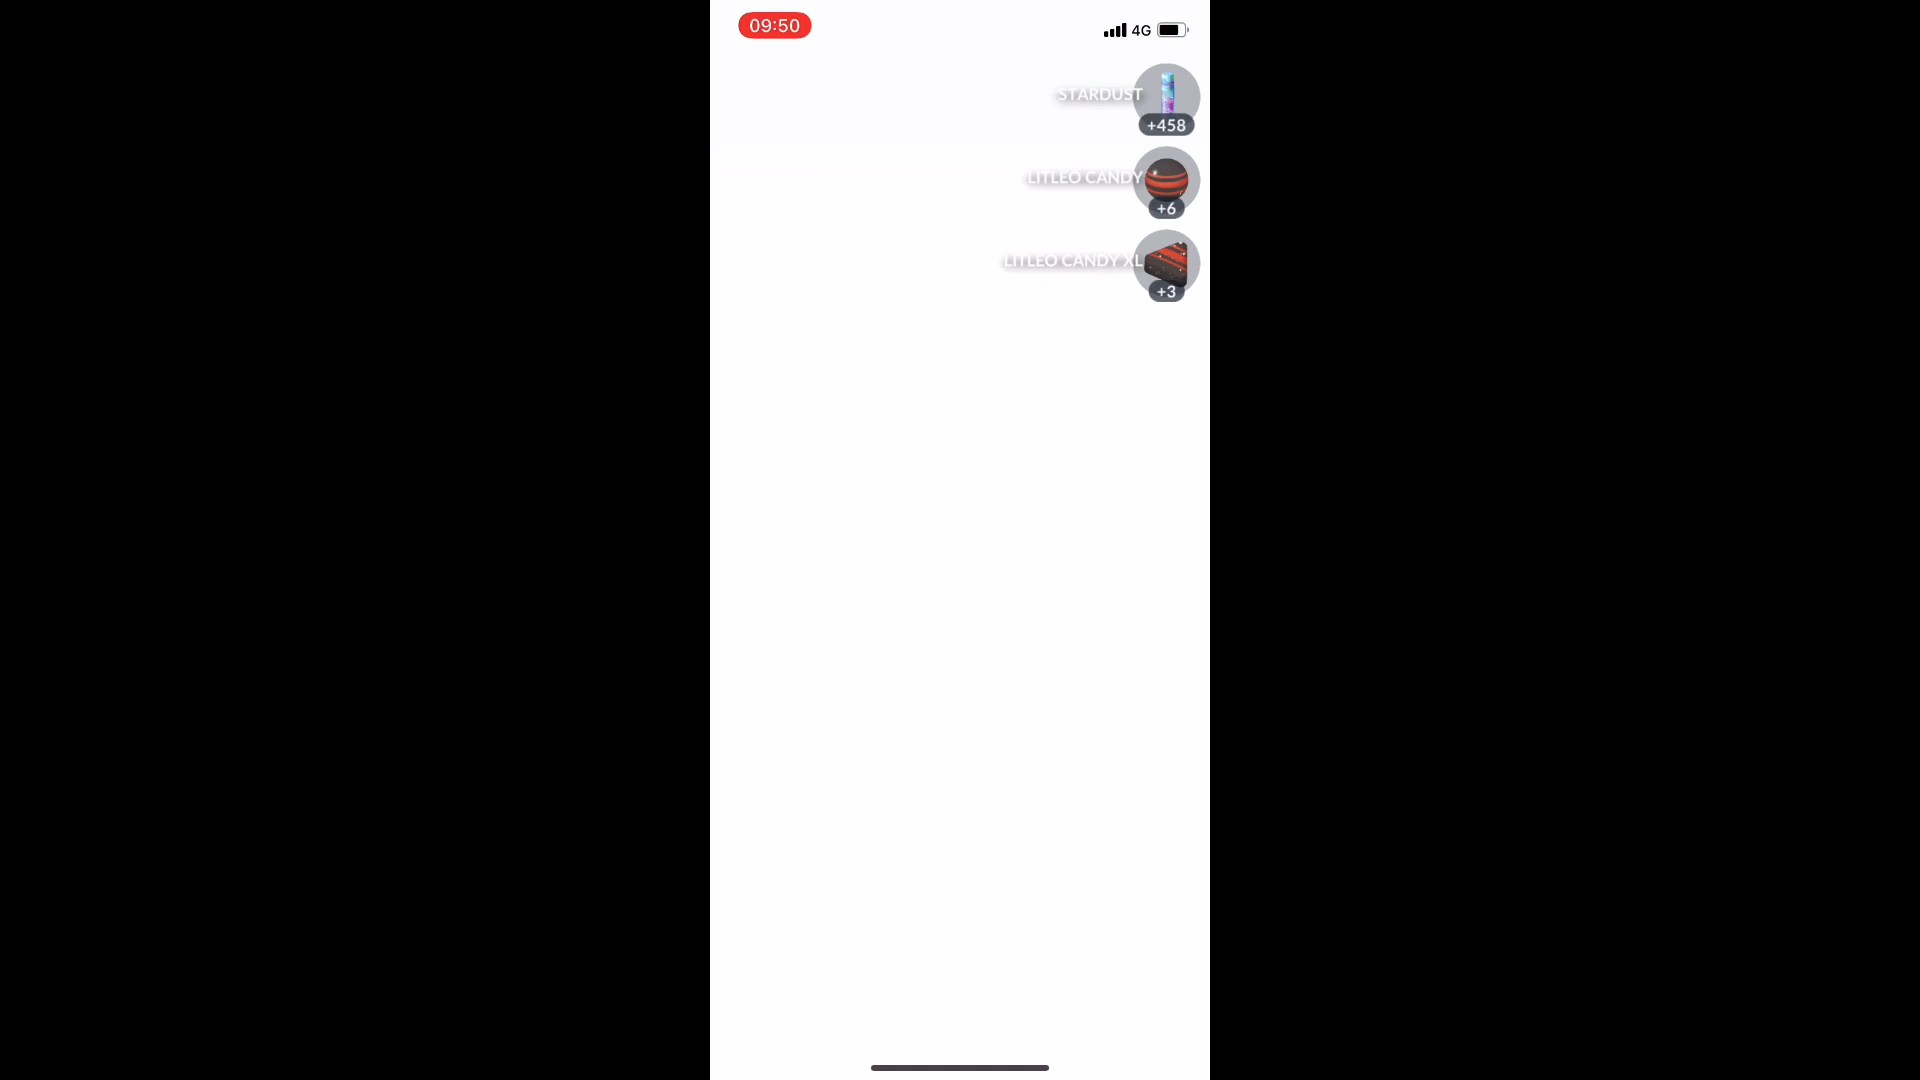 09:50
4G
STARDUST
+458
LITLEO CANDY
+6
LITLEO CANDY XL
+3